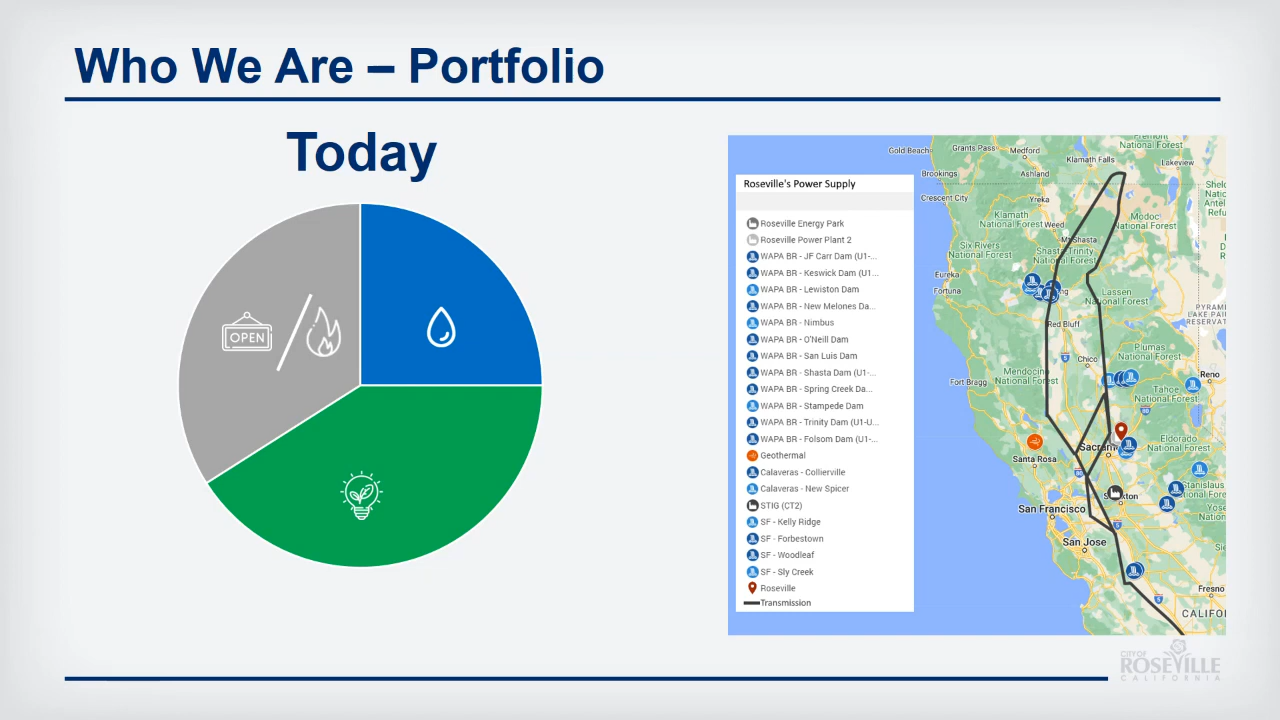 Who We Are – Portfolio
Today
OPEN
Roseville's Power Supply
Roseville Energy Park
Roseville Power Plant 2
WAPA BR - JF Carr Dam (U1-...
WAPA BR - Keswick Dam (U1...
WAPA BR - Lewiston Dam
WAPA BR - New Melones Da...
WAPA BR - Nimbus
WAPA BR - O'Neill Dam
WAPA BR - San Luis Dam
WAPA BR - Shasta Dam (U1-...
WAPA BR - Spring Creek Da...
WAPA BR - Stampede Dam
WAPA BR - Trinity Dam (U1-U...
WAPA BR - Folsom Dam (U1-...
Geothermal
Calaveras - Collierville
Calaveras - New Spicer
STIG (CT2)
SF - Kelly Ridge
SF - Forbestown
SF - Woodleaf
SF - Sly Creek
Roseville
Transmission
Gold Beach
Grants Pass
Medford
Klamath Falls
National Forest
Lakeview
Brookings
Ashland
Crescent City
Yreka
Klamath
National Forest
Weed
Modoc
National Forest
Mt Shasta
Six Rivers
National Forest
Shasta-Trinity
National Forest
Eureka
Fortuna
Lassen
National Forest
Red Bluff
Chico
Plumas
National Forest
Mendocino
National Forest
Fort Bragg
Reno
Tahoe
National Forest
Santa Rosa
Eldorado
National Forest
San Francisco
San Jose
Stanislaus
Fresno
CITY OF
ROSEVILLE
CALIFORNIA